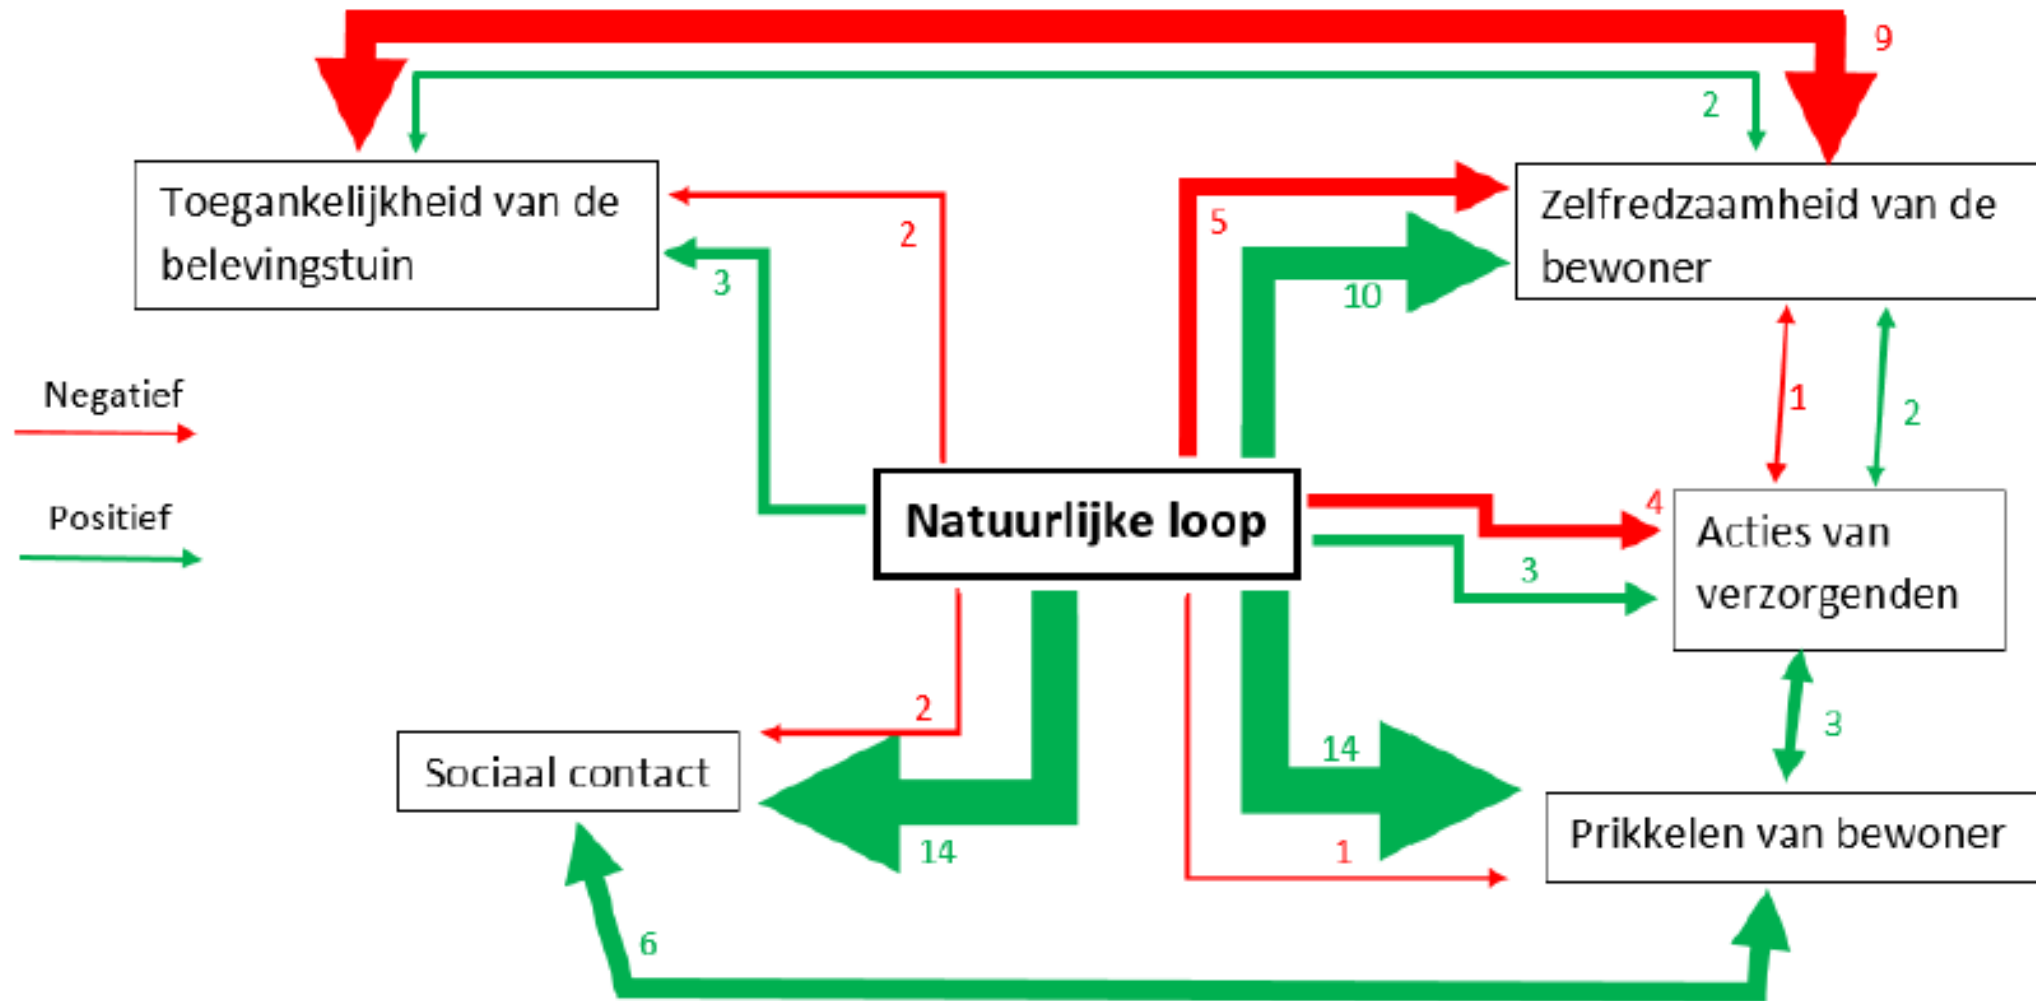 9
2
Toegankelijkheid van de
belevingstuin
Zelfredzaamheid van de
bewoner
2
3
5
10
Negatief
Positief
1
2
Natuurlijke loop
4
3
Acties van
verzorgenden
2
14
Sociaal contact
14
1
3
Prikkelen van bewoner
6